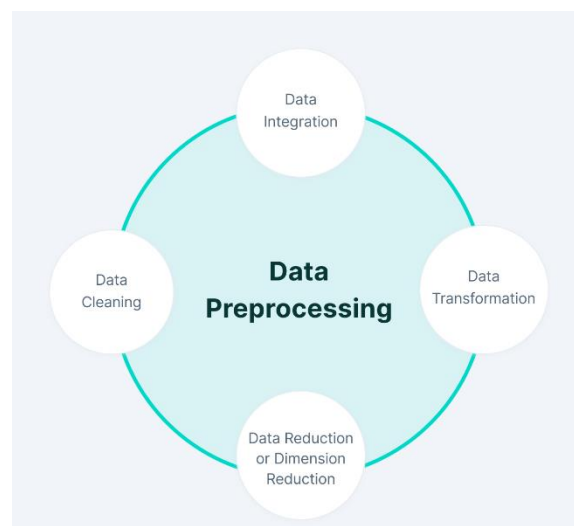 Data
Integration
Data
Cleaning
Data
Preprocessing
Data
Transformation
Data Reduction
or Dimension
Reduction